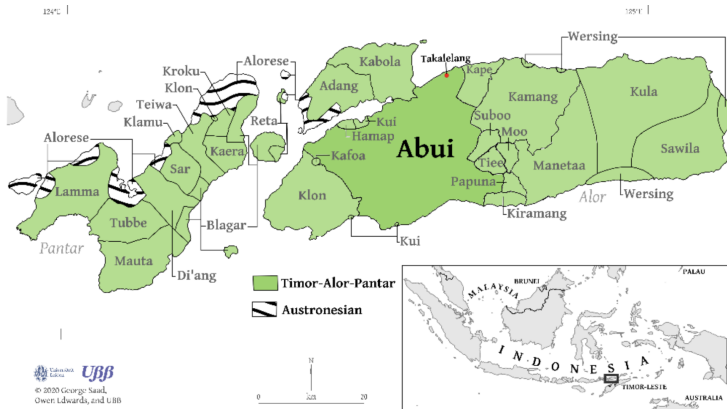 124°E
125°E
Wersing
Alorese
Kabola
Takalelang
Kroku
Kape
Klon
Adang
Kula
Teiwa
Kamang
Klamu
Reta
Kui
Suboo
Hamap
Moo
Alorese
Abui
Sawila
Kaera
Kafoa
Tiee
Manetaa
Sar
Lamma
Papuna
Klon
Wersing
Alor
Tubbe
Kiramang
Blagar
Kui
Pantar
Mauta
Di'ang
Timor-Alor-Pantar
Austronesian
PALAU
BRUNEI
MALAYSIA
INDONESIA
TIMOR-LESTE
AUSTRALIA
N
UBB
© 2020 George Saad,
Owen Edwards, and UBB
0 km 20